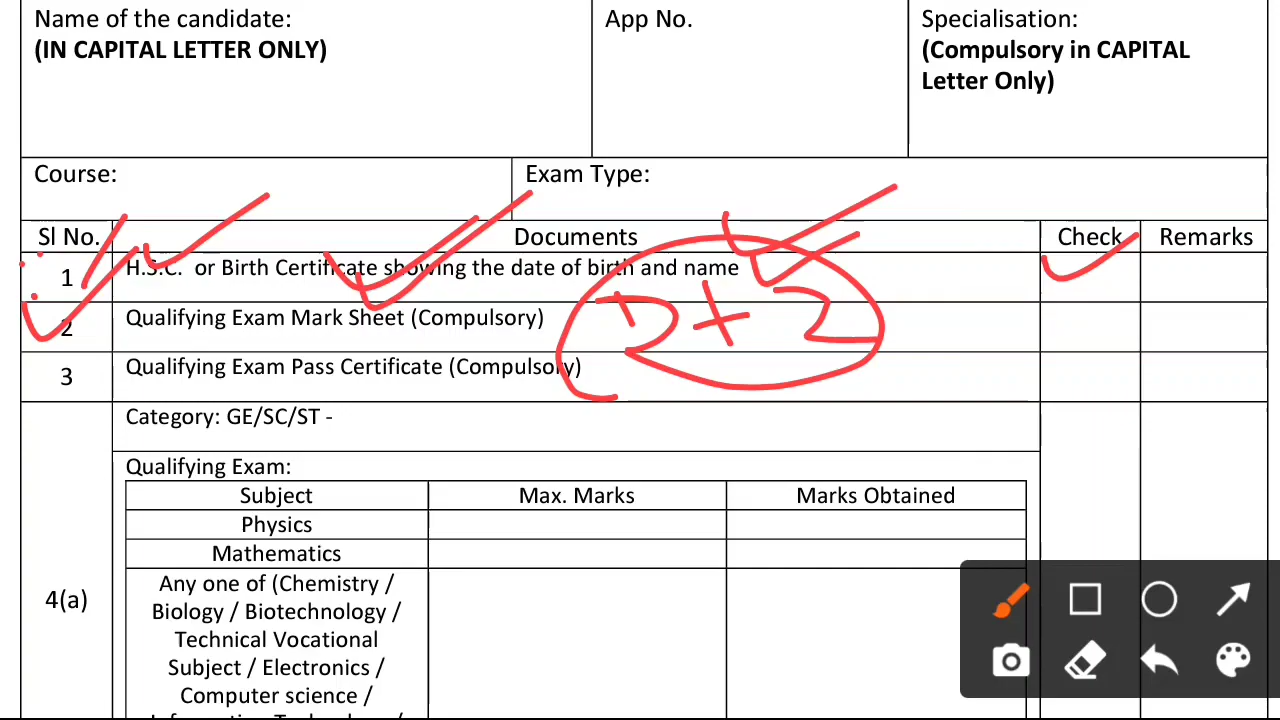 Name of the candidate:
(IN CAPITAL LETTER ONLY)
App No.
Specialisation:
(Compulsory in CAPITAL
Letter Only)
Course:
Exam Type:
Sl No. Documents Check Remarks
1 H.S.C. or Birth Certificate showing the date of birth and name
2 Qualifying Exam Mark Sheet (Compulsory)
+ 2
3 Qualifying Exam Pass Certificate (Compulsory)
Category: GE/SC/ST -
Qualifying Exam:
Subject Max. Marks Marks Obtained
Physics
Mathematics
4(a)
Any one of (Chemistry /
Biology / Biotechnology /
Technical Vocational
Subject / Electronics /
Computer science /